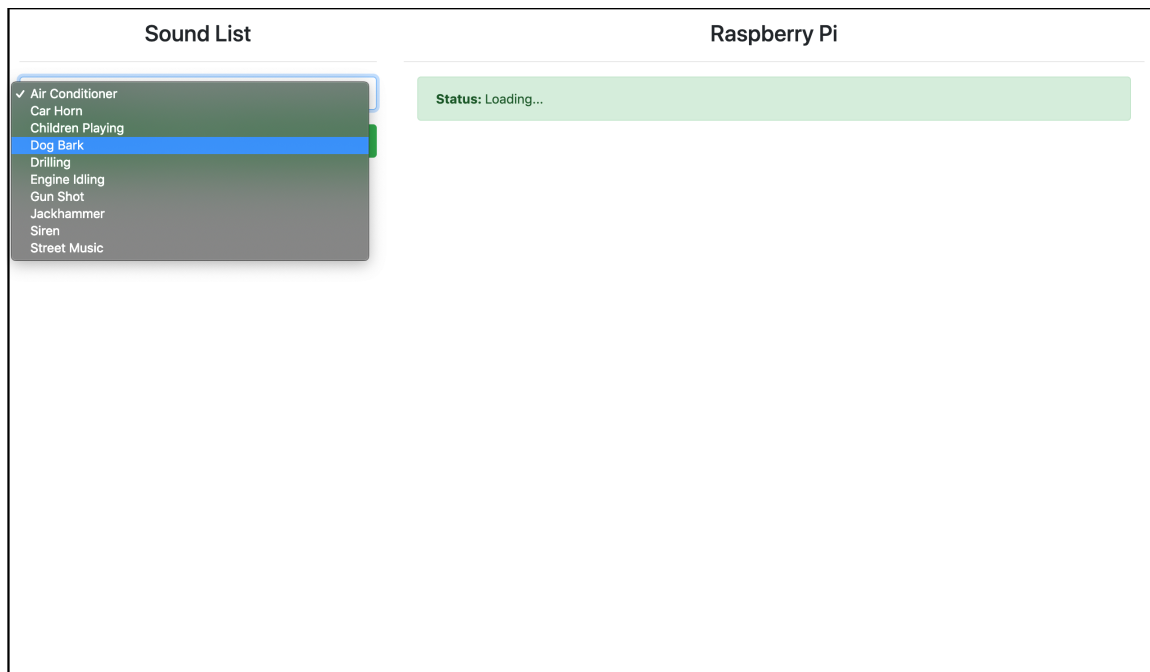 Sound List
Air Conditioner
Car Horn
Children Playing
Dog Bark
Drilling
Engine Idling
Gun Shot
Jackhammer
Siren
Street Music
Raspberry Pi
Status: Loading...